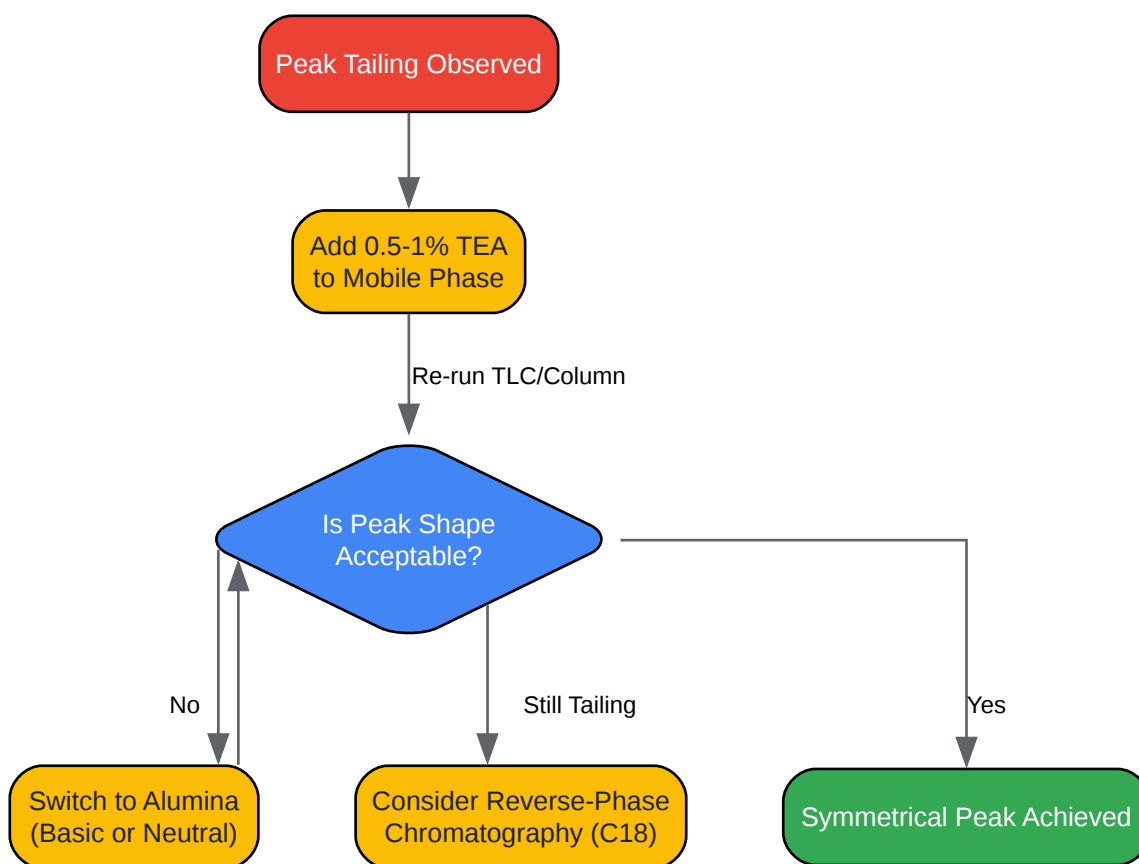 Peak Tailing Observed
Add 0.5-1% TEA
to Mobile Phase
Re-run TLC/Column
Is Peak Shape
Acceptable?
No
Still Tailing
Yes
Switch to Alumina
(Basic or Neutral)
Consider Reverse-Phase
Chromatography (C18)
Symmetrical Peak Achieved